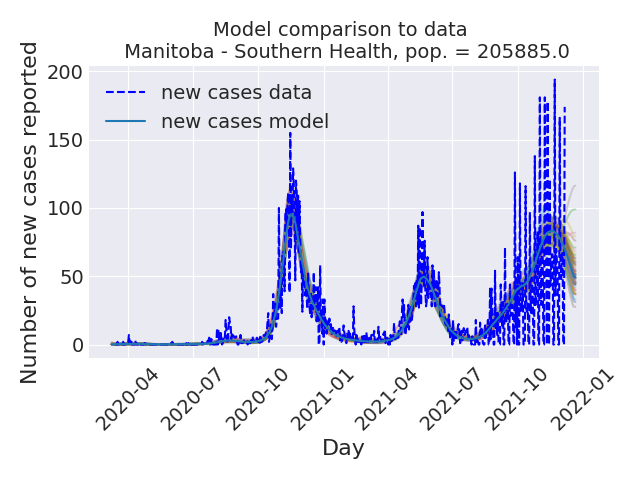 Model comparison to data
Manitoba - Southern Health, pop. = 205885.0
Number of new cases reported
200
150
100
50
0
new cases data
new cases model
2020-04
2020-07
2020-10
2021-01
2021-04
2021-07
2021-10
2022-01
Day